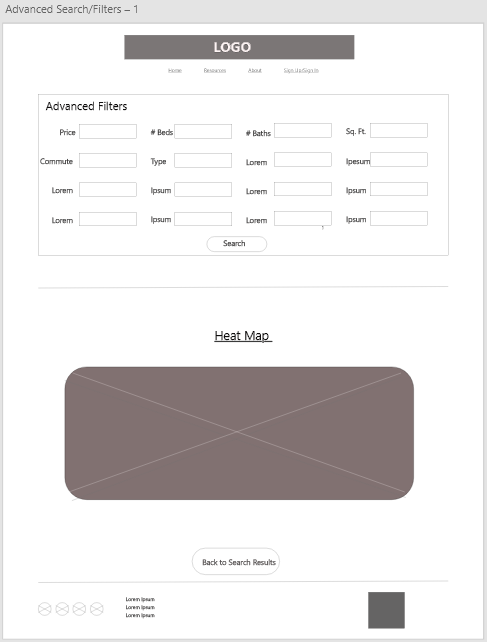 Advanced Search/Filters – 1
LOGO
Home Resources About Sign Up/Sign In
Advanced Filters
Price # Beds # Baths Sq. Ft.
Commute Type Lorem Ipesum
Lorem Ipsum Lorem Ipsum
Lorem Ipsum Lorem Ipsum
Search
Heat Map
Back to Search Results
Lorem Ipsum
Lorem Ipsum
Lorem Ipsum